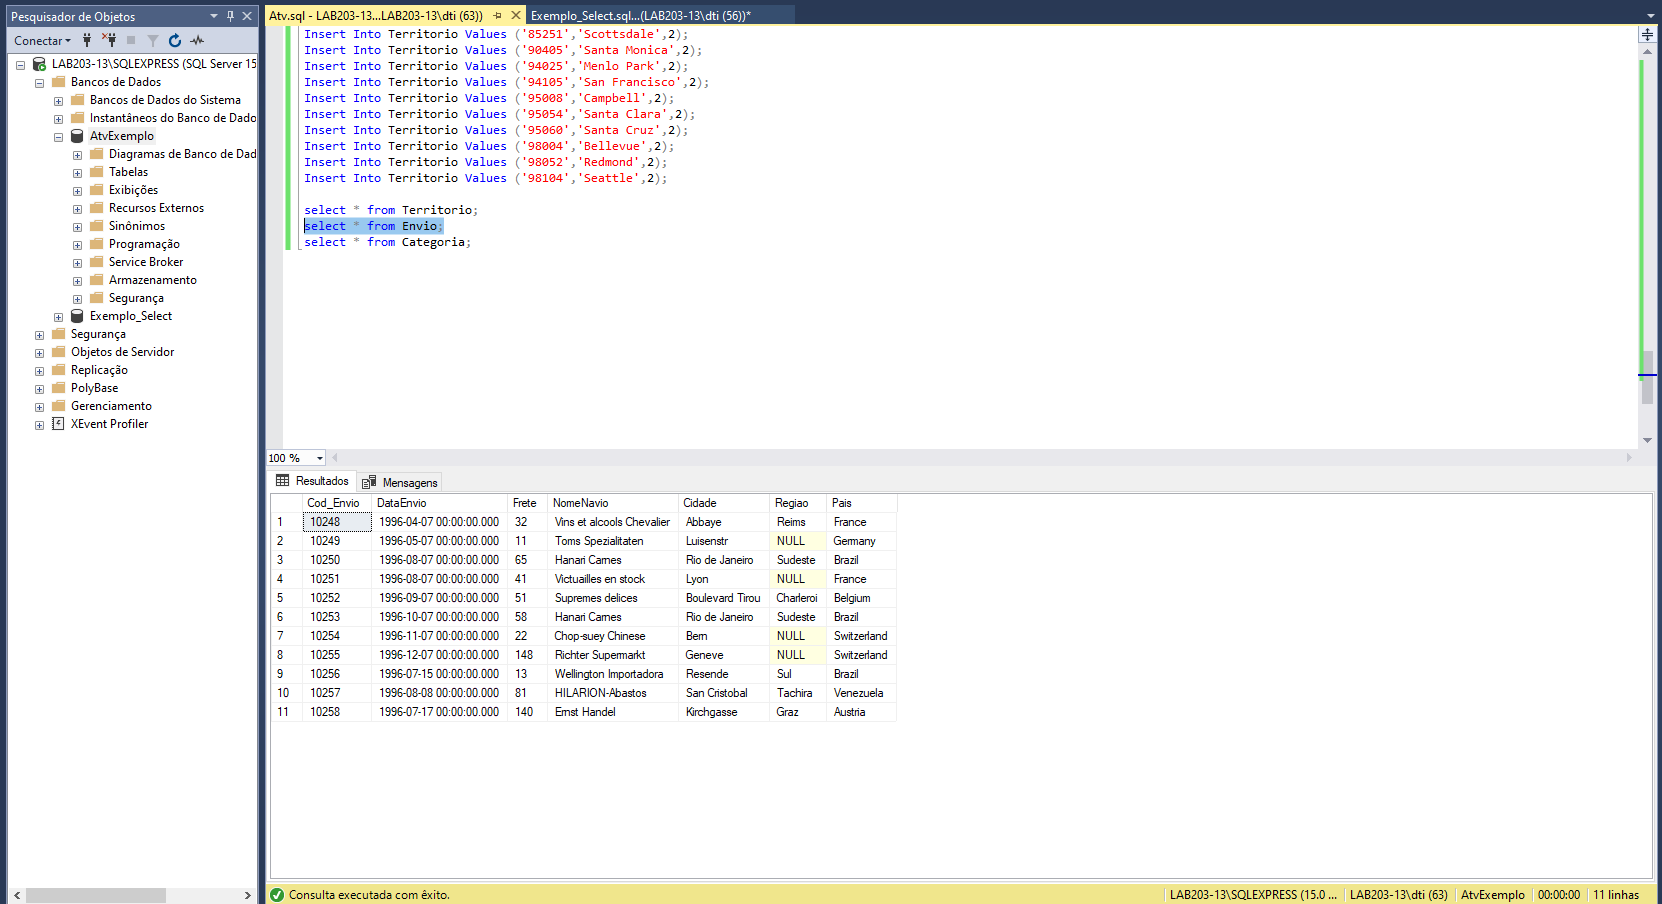 Pesquisador de Objetos
Conectar
LAB203-13\SQLEXPRESS (SQL Server 15
Bancos de Dados
Bancos de Dados do Sistema
Instantâneos do Banco de Dado
AtvExemplo
Diagramas de Banco de Dad
Tabelas
Exibições
Recursos Externos
Sinônimos
Programação
Service Broker
Armazenamento
Segurança
Exemplo_Select
Segurança
Objetos de Servidor
Replicação
PolyBase
Gerenciamento
XEvent Profiler
Atv.sql - LAB203-13...LAB203-13\dti (63)) Exemplo_Select.sql...(LAB203-13\dti (56))*
Insert Into Territorio Values ('85251','Scottsdale',2);
Insert Into Territorio Values ('90405','Santa Monica',2);
Insert Into Territorio Values ('94025','Menlo Park',2);
Insert Into Territorio Values ('94105','San Francisco',2);
Insert Into Territorio Values ('95008','Campbell',2);
Insert Into Territorio Values ('95054','Santa Clara',2);
Insert Into Territorio Values ('95060','Santa Cruz',2);
Insert Into Territorio Values ('98004','Bellevue',2);
Insert Into Territorio Values ('98052','Redmond',2);
Insert Into Territorio Values ('98104','Seattle',2);
select * from Territorio;
select * from Envio;
select * from Categoria;
100 %
Resultados Mensagens
Cod_Envio DataEnvio Frete NomeNavio Cidade Regiao Pais
1 10248 1996-04-07 00:00:00.000 32 Vins et alcools Chevalier Abbaye Reims France
2 10249 1996-05-07 00:00:00.000 11 Toms Spezialitaten Luisenstr NULL Germany
3 10250 1996-08-07 00:00:00.000 65 Hanari Carnes Rio de Janeiro Sudeste Brazil
4 10251 1996-08-07 00:00:00.000 41 Victuailles en stock Lyon NULL France
5 10252 1996-09-07 00:00:00.000 51 Supremes delices Boulevard Tirou Charleroi Belgium
6 10253 1996-10-07 00:00:00.000 58 Hanari Carnes Rio de Janeiro Sudeste Brazil
7 10254 1996-11-07 00:00:00.000 22 Chop-suey Chinese Bern NULL Switzerland
8 10255 1996-12-07 00:00:00.000 148 Richter Supermarkt Geneve NULL Switzerland
9 10256 1996-07-15 00:00:00.000 13 Wellington Importadora Resende Sul Brazil
10 10257 1996-08-08 00:00:00.000 81 HILARION-Abastos San Cristobal Tachira Venezuela
11 10258 1996-07-17 00:00:00.000 140 Ernst Handel Kirchgasse Graz Austria
Consulta executada com êxito. LAB203-13\SQLEXPRESS (15.0 ... LAB203-13\dti (63) AtvExemplo 00:00:00 11 linhas